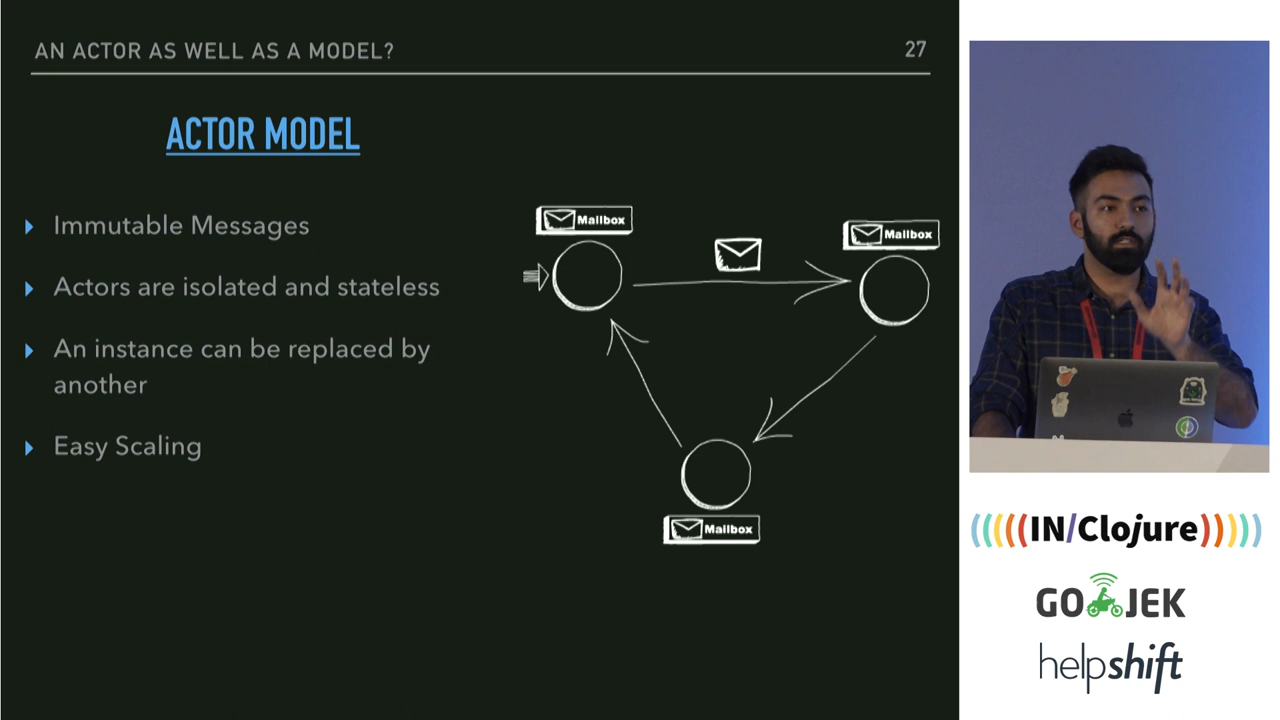 AN ACTOR AS WELL AS A MODEL?
27
ACTOR MODEL
Immutable Messages
Actors are isolated and stateless
An instance can be replaced by
another
Easy Scaling
Mailbox
Mailbox
Mailbox
(((((IN/Clojure)))))
GO JEK
helpshift